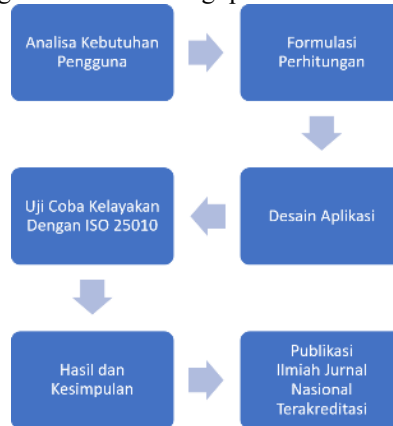 Analisa Kebutuhan
Pengguna
Formulasi
Perhitungan
Desain Aplikasi
Uji Coba Kelayakan
Dengan ISO 25010
Hasil dan
Kesimpulan
Publikasi
Ilmiah Jurnal
Nasional
Terakreditasi